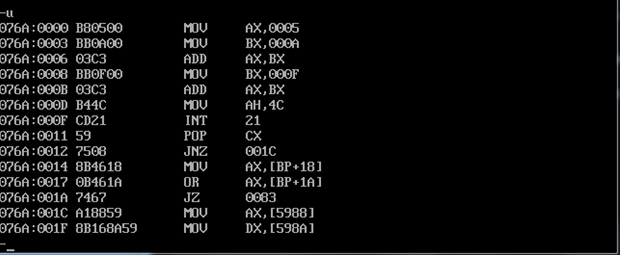 -u
076A:0000 B80500 MOV AX,0005
076A:0003 BB0A00 MOV BX,000A
076A:0006 03C3 ADD AX,BX
076A:0008 BB0F00 MOV BX,000F
076A:000B 03C3 ADD AX,BX
076A:000D B44C MOV AH,4C
076A:000F CD21 INT 21
076A:0011 59 POP CX
076A:0012 7508 JNZ 001C
076A:0014 8B4618 MOV AX,[BP+18]
076A:0017 0B461A OR AX,[BP+1A]
076A:001A 7467 JZ 0083
076A:001C A18859 MOV AX,[5988]
076A:001F 8B168A59 MOV DX,[598A]
-_